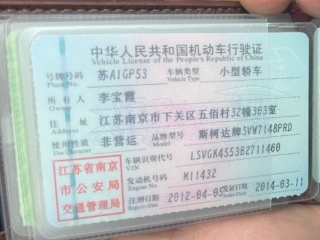 中华人民共和国机动车行驶证
Vehicle License of the People's Republic of China
号牌号码 苏A1GP53 车辆类型 小型轿车
Plate No. Vehicle Type
所有人 李宝霞
Owner
住址 江苏南京市下关区五佰村32幢303室
Address
使用性质 非营运 品牌型号 斯柯达牌SVW7148PRD
Use Character Model
江苏省南京市公安局交通管理局
车辆识别代号 LSVGK4553B2711460
VIN
发动机号码 M11432
Engine No.
注册日期 2012-04-05 发证日期 2014-03-11
Register Date Issue Date